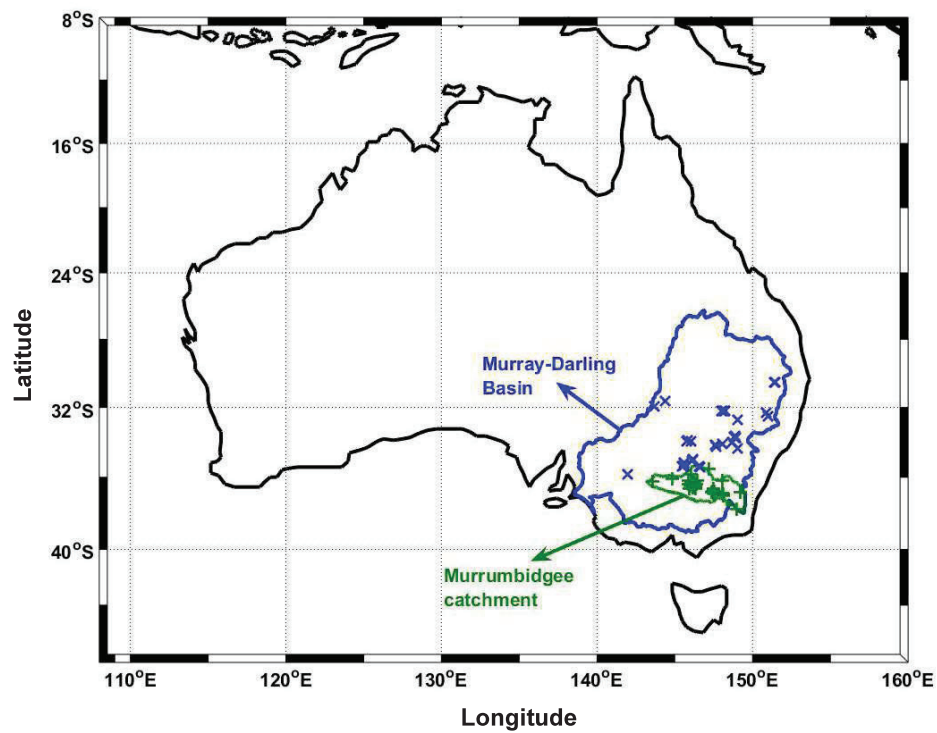 8°S
16°S
24°S
32°S
40°S
Latitude
Murray-Darling
Basin
Murrumbidgee
catchment
110°E
120°E
130°E
140°E
150°E
160°E
Longitude